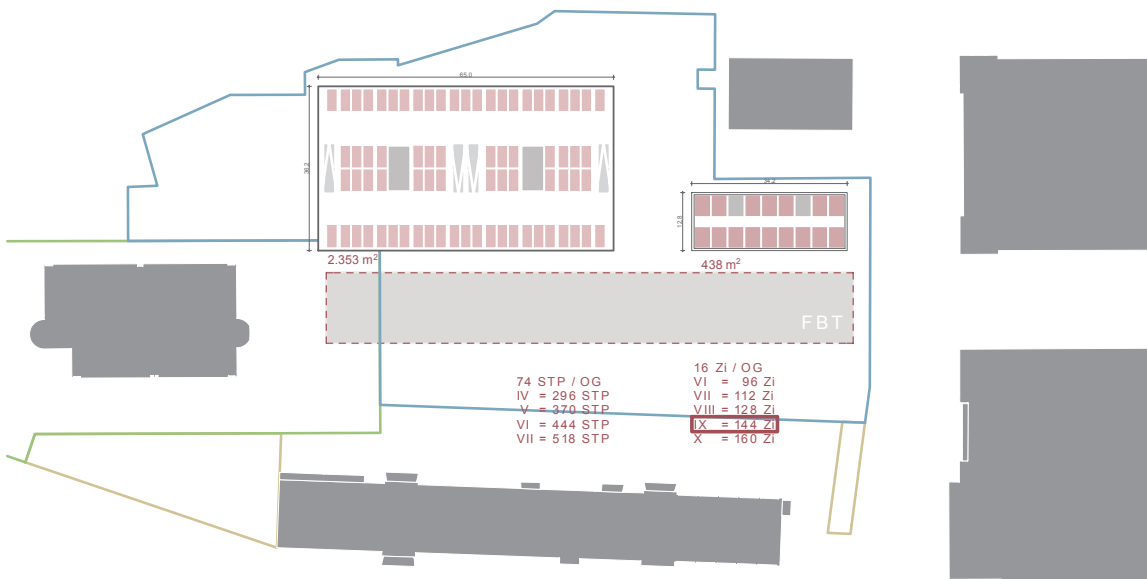 65,0
36,2
34,2
12,8
2.353 m²
438 m²
FBT
74 STP / OG
IV = 296 STP
V = 370 STP
VI = 444 STP
VII = 518 STP
16 Zi / OG
VI = 96 Zi
VII = 112 Zi
VIII = 128 Zi
IX = 144 Zi
X = 160 Zi